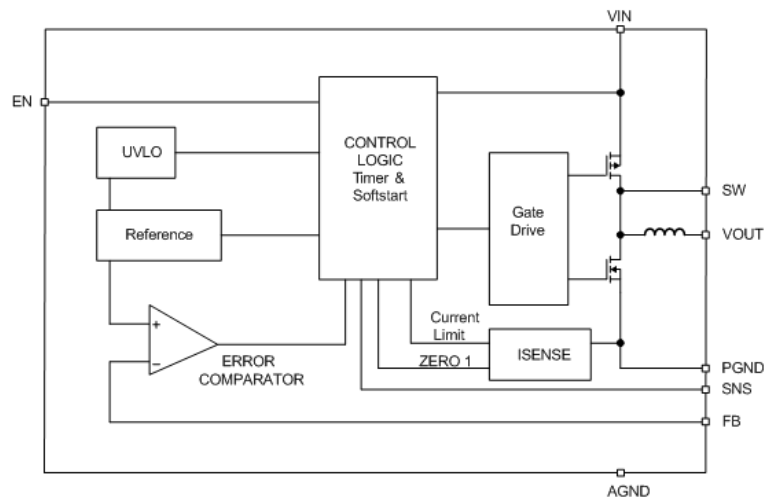 VIN
EN
CONTROL
LOGIC
Timer &
Softstart
UVLO
Reference
Gate
Drive
SW
VOUT
+
−
ERROR
COMPARATOR
Current
Limit
ZERO 1
ISENSE
PGND
SNS
FB
AGND